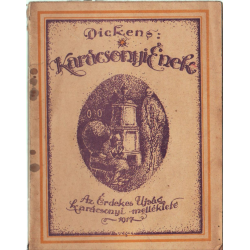 Dickens:
Karácsonyi Ének
Az Érdekes Ujság
Karácsonyi melléklete
1917